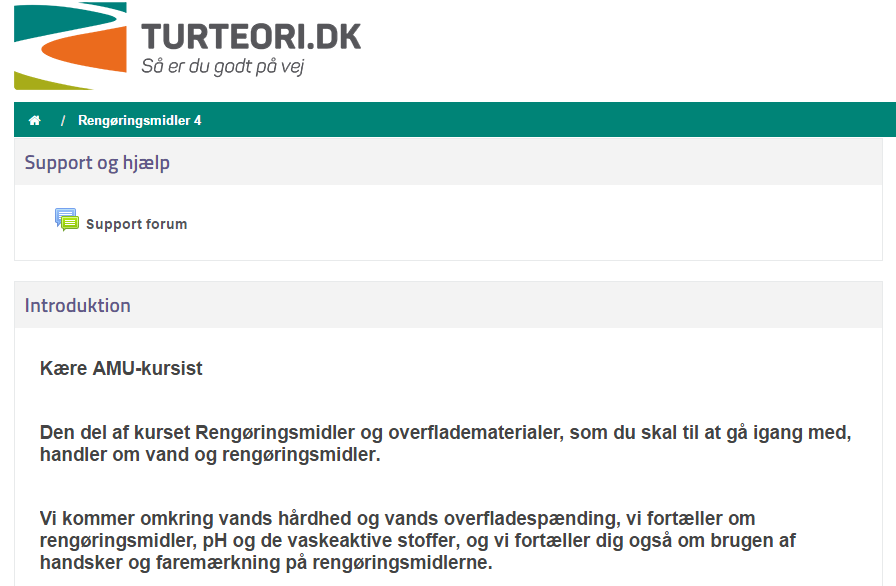 TURTEORI.DK
Så er du godt på vej
/ Rengøringsmidler 4
Support og hjælp
Support forum
Introduktion
Kære AMU-kursist
Den del af kurset Rengøringsmidler og overfladematerialer, som du skal til at gå igang med,
handler om vand og rengøringsmidler.
Vi kommer omkring vands hårdhed og vands overfladespænding, vi fortæller om
rengøringsmidler, pH og de vaskeaktive stoffer, og vi fortæller dig også om brugen af
handsker og faremærkning på rengøringsmidlerne.